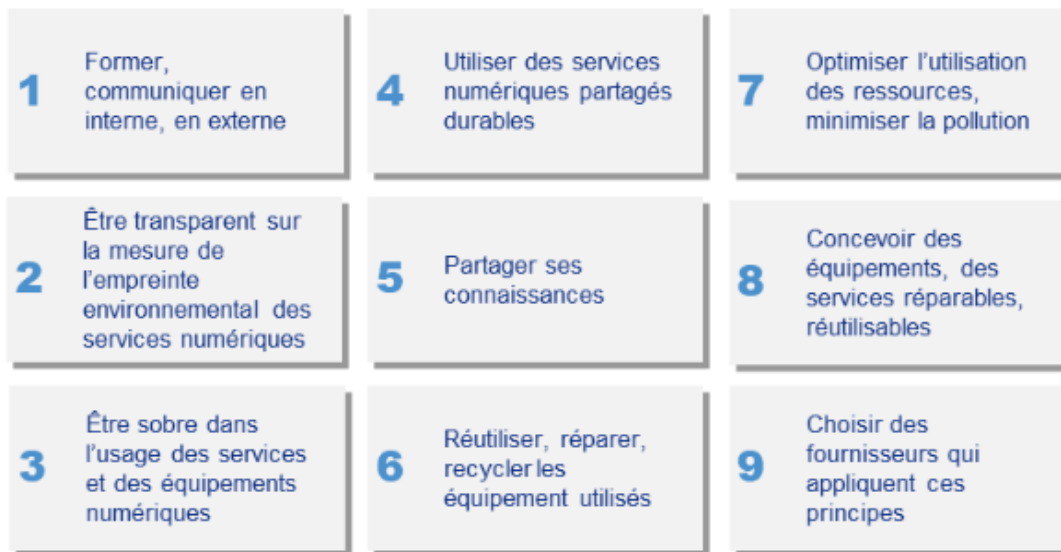 1
Former,
communiquer en
interne, en externe
2
Être transparent sur
la mesure de
l'empreinte
environnemental des
services numériques
3
Être sobre dans
l'usage des services
et des équipements
numériques
4
Utiliser des services
numériques partagés
durables
5
Partager ses
connaissances
6
Réutiliser, réparer,
recycler les
équipement utilisés
7
Optimiser l'utilisation
des ressources,
minimiser la pollution
8
Concevoir des
équipements, des
services réparables,
réutilisables
9
Choisir des
fournisseurs qui
appliquent ces
principes